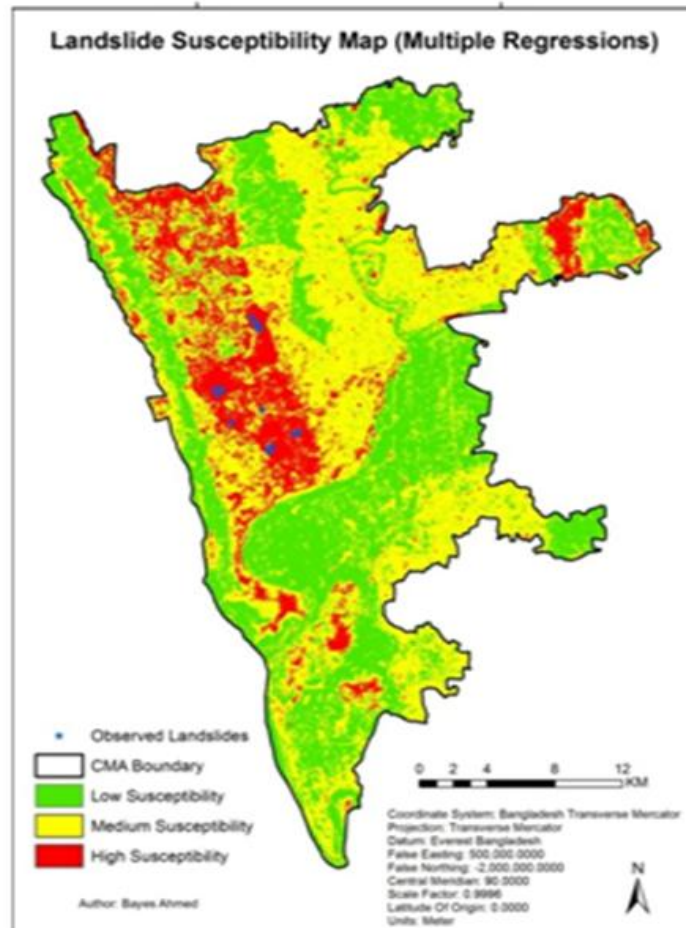 Landslide Susceptibility Map (Multiple Regressions)
Observed Landslides
CMA Boundary
Low Susceptibility
Medium Susceptibility
High Susceptibility
Author: Bayes Ahmed
0 2 4 8 12
KM
Coordinate System: Bangladesh Transverse Mercator
Projection: Transverse Mercator
Datum: Everest Bangladesh
False Easting: 500,000.0000
False Northing: -2,000,000.0000
Central Meridian: 90.0000
Scale Factor: 0.9996
Latitude Of Origin: 0.0000
Units: Meter
N